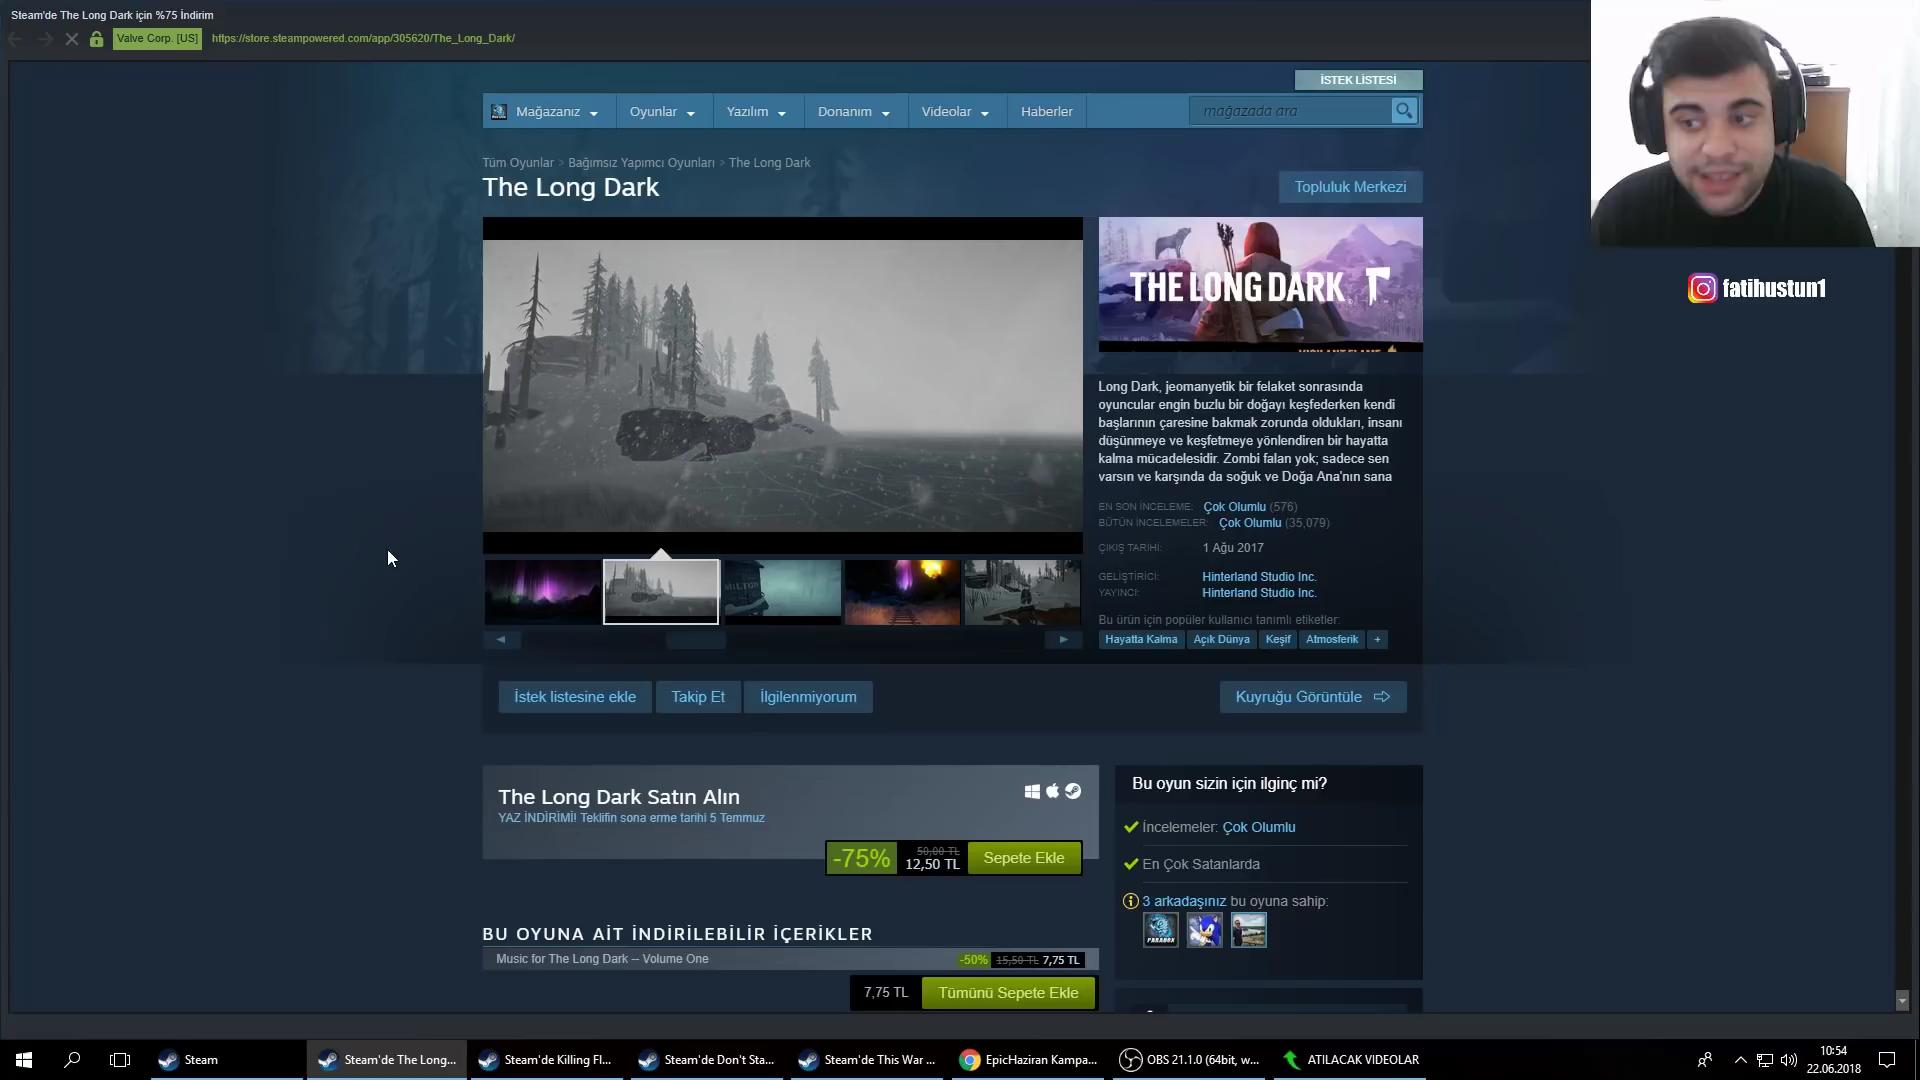 Steam'de The Long Dark için %75 İndirim
Valve Corp. [US] https://store.steampowered.com/app/305620/The_Long_Dark/
İSTEK LİSTESİ
Mağazanız Oyunlar Yazılım Donanım Videolar Haberler mağazada ara
Tüm Oyunlar > Bağımsız Yapımcı Oyunları > The Long Dark
The Long Dark
Topluluk Merkezi
THE LONG DARK
fatihustun1
Long Dark, jeomanyetik bir felaket sonrasında
oyuncular engin buzlu bir doğayı keşfederken kendi
başlarının çaresine bakmak zorunda oldukları, insanı
düşünmeye ve keşfetmeye yönlendiren bir hayatta
kalma mücadelesidir. Zombi falan yok; sadece sen
varsın ve karşında da soğuk ve Doğa Ana'nın sana
EN SON İNCELEME: Çok Olumlu (576)
BÜTÜN İNCELEMELER: Çok Olumlu (35,079)
ÇIKIŞ TARİHİ: 1 Ağu 2017
GELİŞTİRİCİ: Hinterland Studio Inc.
YAYINCI: Hinterland Studio Inc.
Bu ürün için popüler kullanıcı tanımlı etiketler:
Hayatta Kalma Açık Dünya Keşif Atmosferik +
MILTON
İstek listesine ekle Takip Et İlgilenmiyorum Kuyruğu Görüntüle
The Long Dark Satın Alın
YAZ İNDİRİMİ! Teklifin sona erme tarihi 5 Temmuz
-75% 50,00 TL 12,50 TL Sepete Ekle
Bu oyun sizin için ilginç mi?
İncelemeler: Çok Olumlu
En Çok Satanlarda
3 arkadaşınız bu oyuna sahip:
PARADOX
BU OYUNA AİT İNDİRİLEBİLİR İÇERİKLER
Music for The Long Dark -- Volume One -50% 15,50 TL 7,75 TL
7,75 TL Tümünü Sepete Ekle
Steam Steam'de The Long... Steam'de Killing Fl... Steam'de Don't Sta... Steam'de This War ... EpicHaziran Kampa... OBS 21.1.0 (64bit, w... ATILACAK VIDEOLAR
10:54
22.06.2018